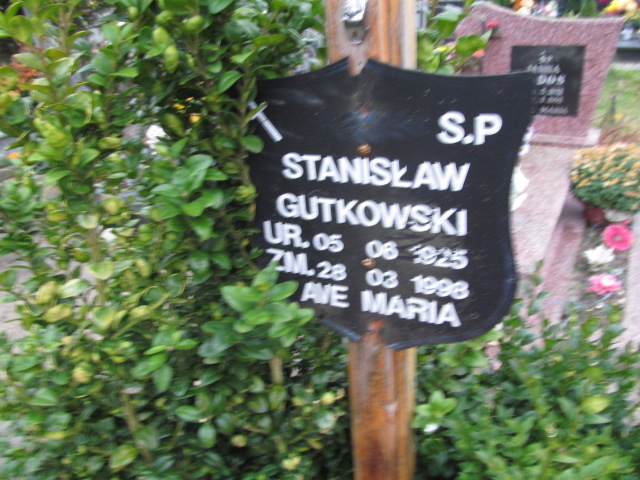 S.P
STANISŁAW
GUTKOWSKI
UR. 05 06 1925
ZM. 28 03 1998
AVE MARIA